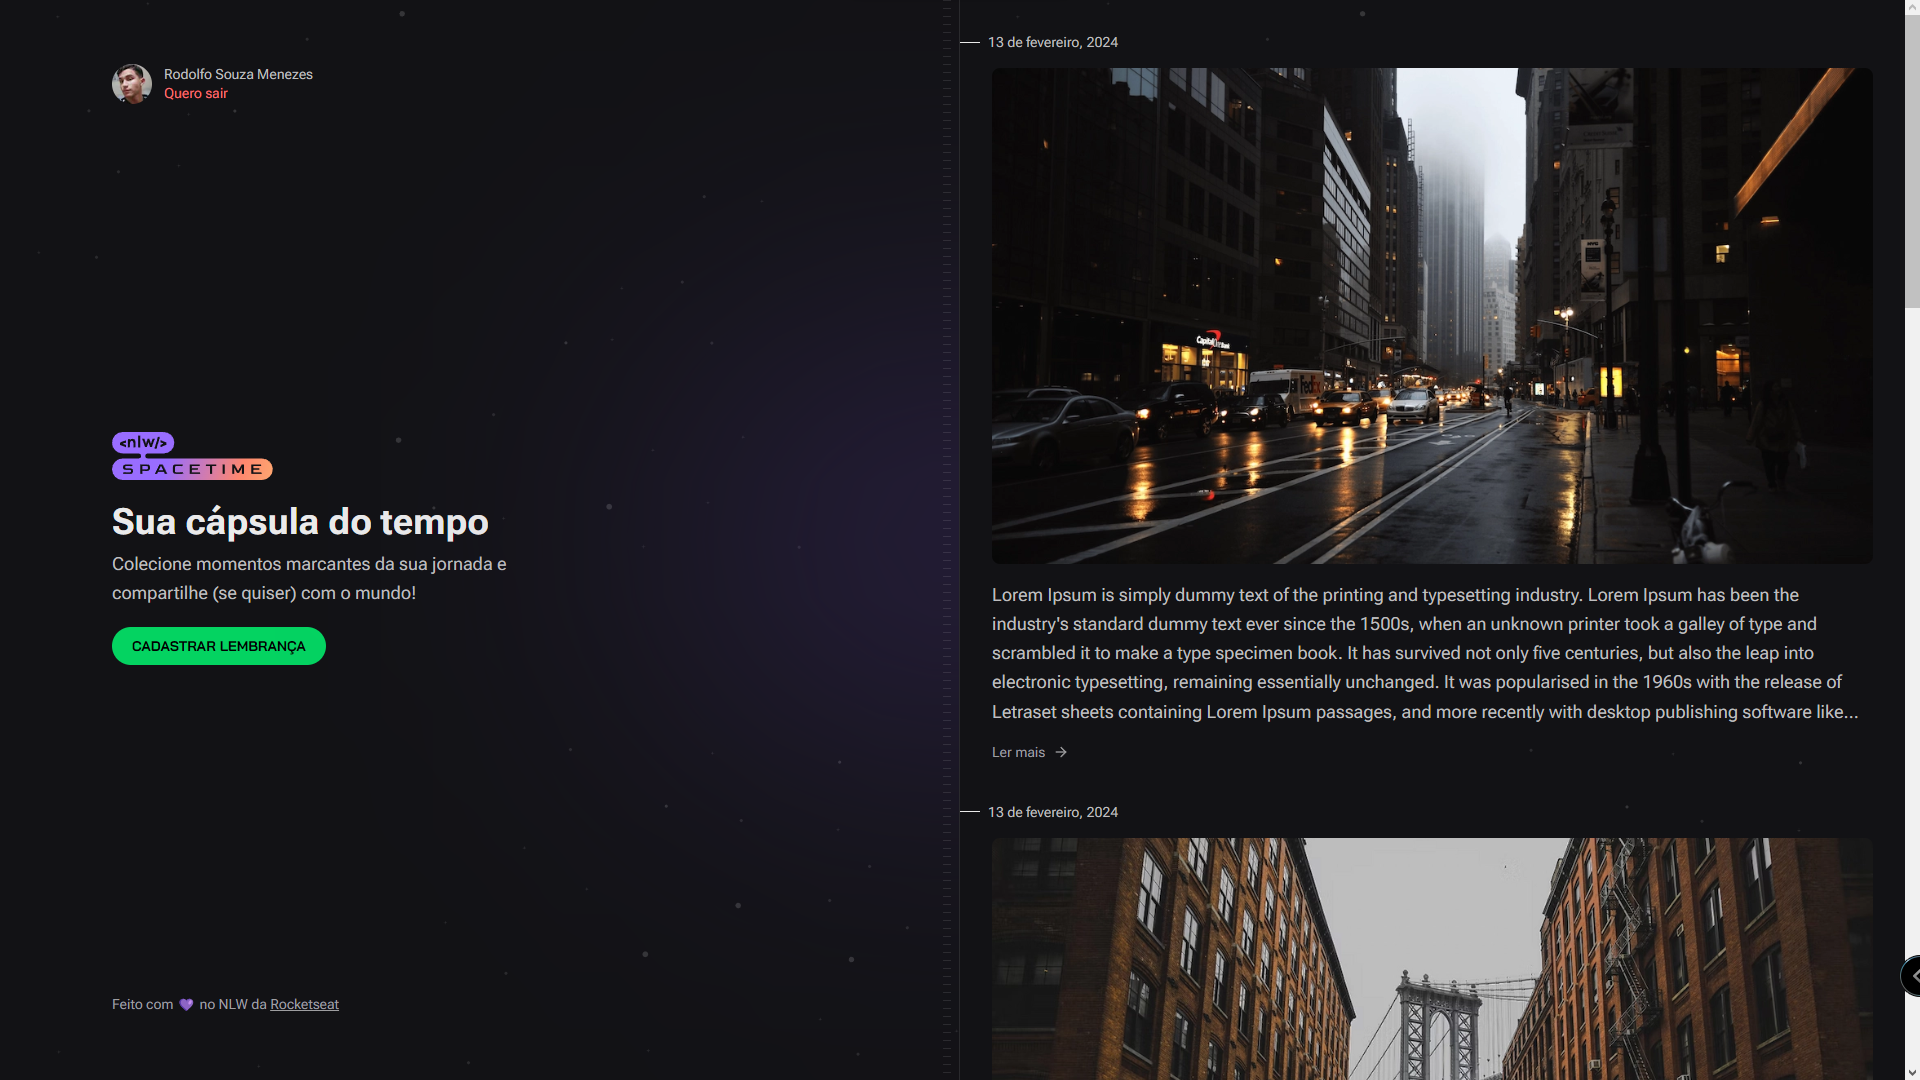 Rodolfo Souza Menezes
Quero sair
<nlw/>
SPACETIME
Sua cápsula do tempo
Colecione momentos marcantes da sua jornada e
compartilhe (se quiser) com o mundo!
CADASTRAR LEMBRANÇA
Feito com 💜 no NLW da Rocketseat
13 de fevereiro, 2024
Lorem Ipsum is simply dummy text of the printing and typesetting industry. Lorem Ipsum has been the
industry's standard dummy text ever since the 1500s, when an unknown printer took a galley of type and
scrambled it to make a type specimen book. It has survived not only five centuries, but also the leap into
electronic typesetting, remaining essentially unchanged. It was popularised in the 1960s with the release of
Letraset sheets containing Lorem Ipsum passages, and more recently with desktop publishing software like...
Ler mais →
13 de fevereiro, 2024